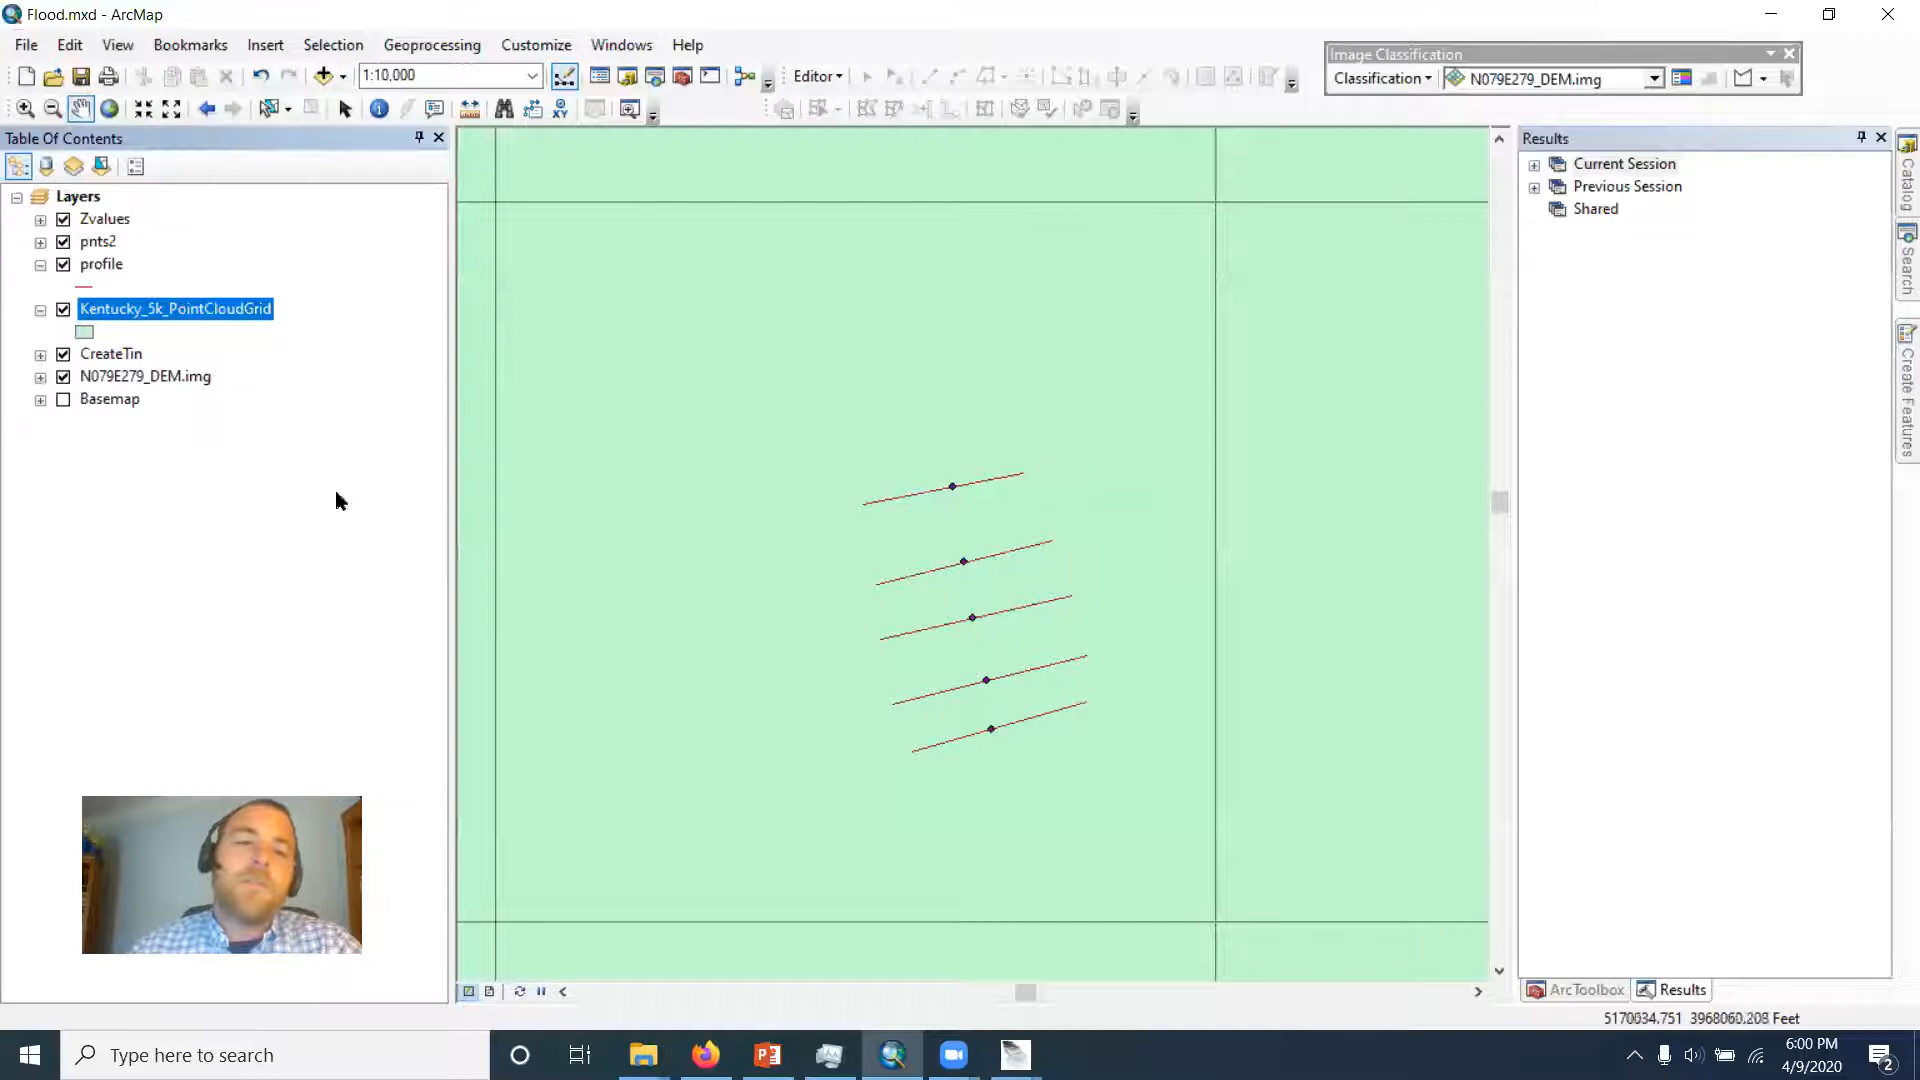 Flood.mxd - ArcMap
File Edit View Bookmarks Insert Selection Geoprocessing Customize Windows Help
Image Classification
1:10,000
Editor
Classification
N079E279_DEM.img
Table Of Contents
Layers
Zvalues
pnts2
profile
Kentucky_5k_PointCloudGrid
CreateTin
N079E279_DEM.img
Basemap
Results
Current Session
Previous Session
Shared
Catalog
Search
Create Features
ArcToolbox
Results
5170034.751 3968060.208 Feet
Type here to search
6:00 PM
4/9/2020
2